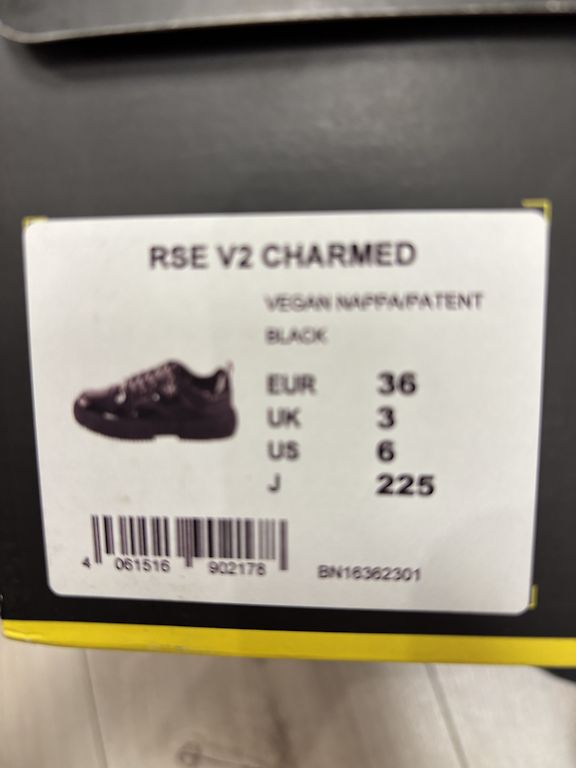 RSE V2 CHARMED
VEGAN NAPPA/PATENT
BLACK
EUR 36
UK 3
US 6
J 225
4 061516 902178
BN16362301